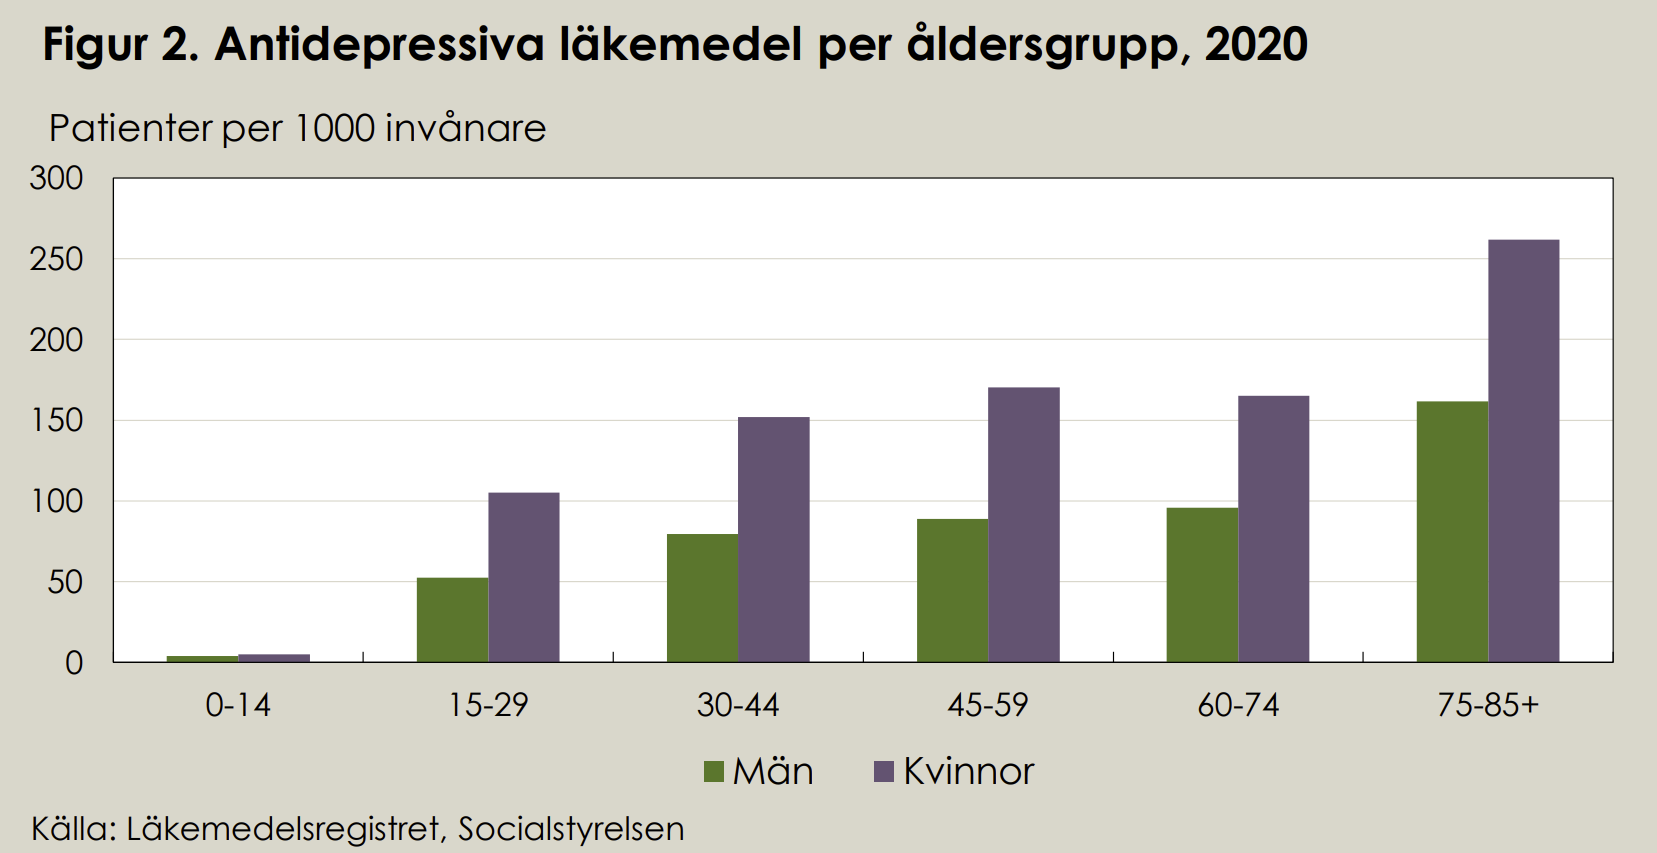 Figur 2. Antidepressiva läkemedel per åldersgrupp, 2020
Patienter per 1000 invånare
300
250
200
150
100
50
0
0-14 15-29 30-44 45-59 60-74 75-85+
Män Kvinnor
Källa: Läkemedelsregistret, Socialstyrelsen